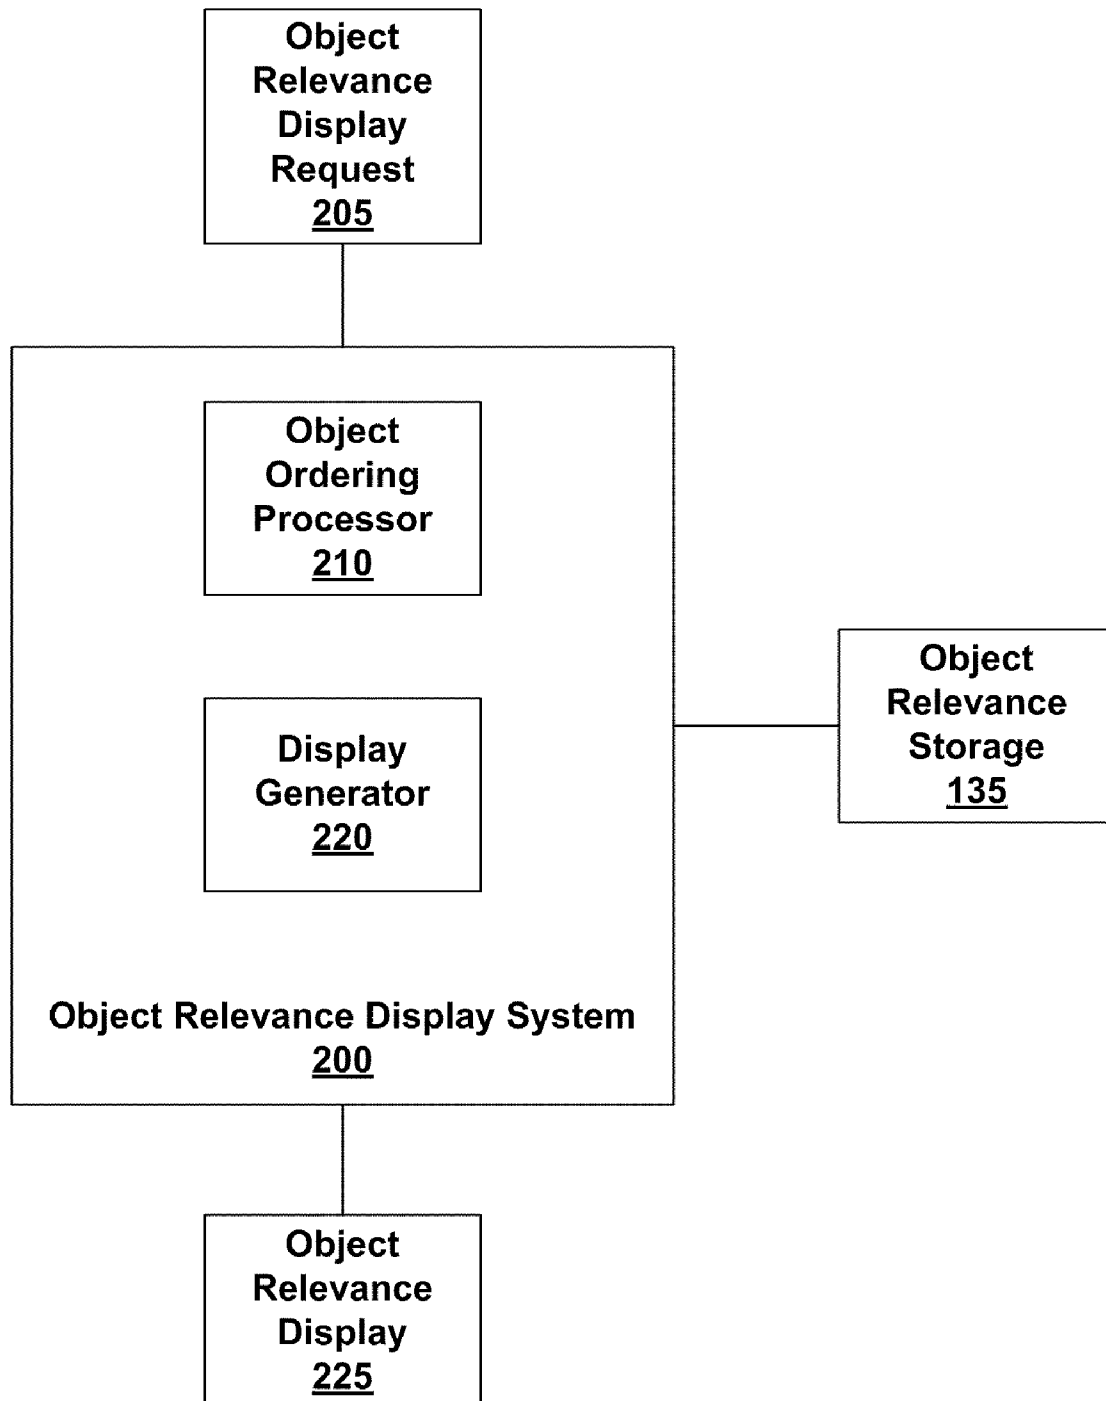 Object
Relevance
Display
Request
205
Object
Ordering
Processor
210
Display
Generator
220
Object Relevance Display System
200
Object
Relevance
Storage
135
Object
Relevance
Display
225